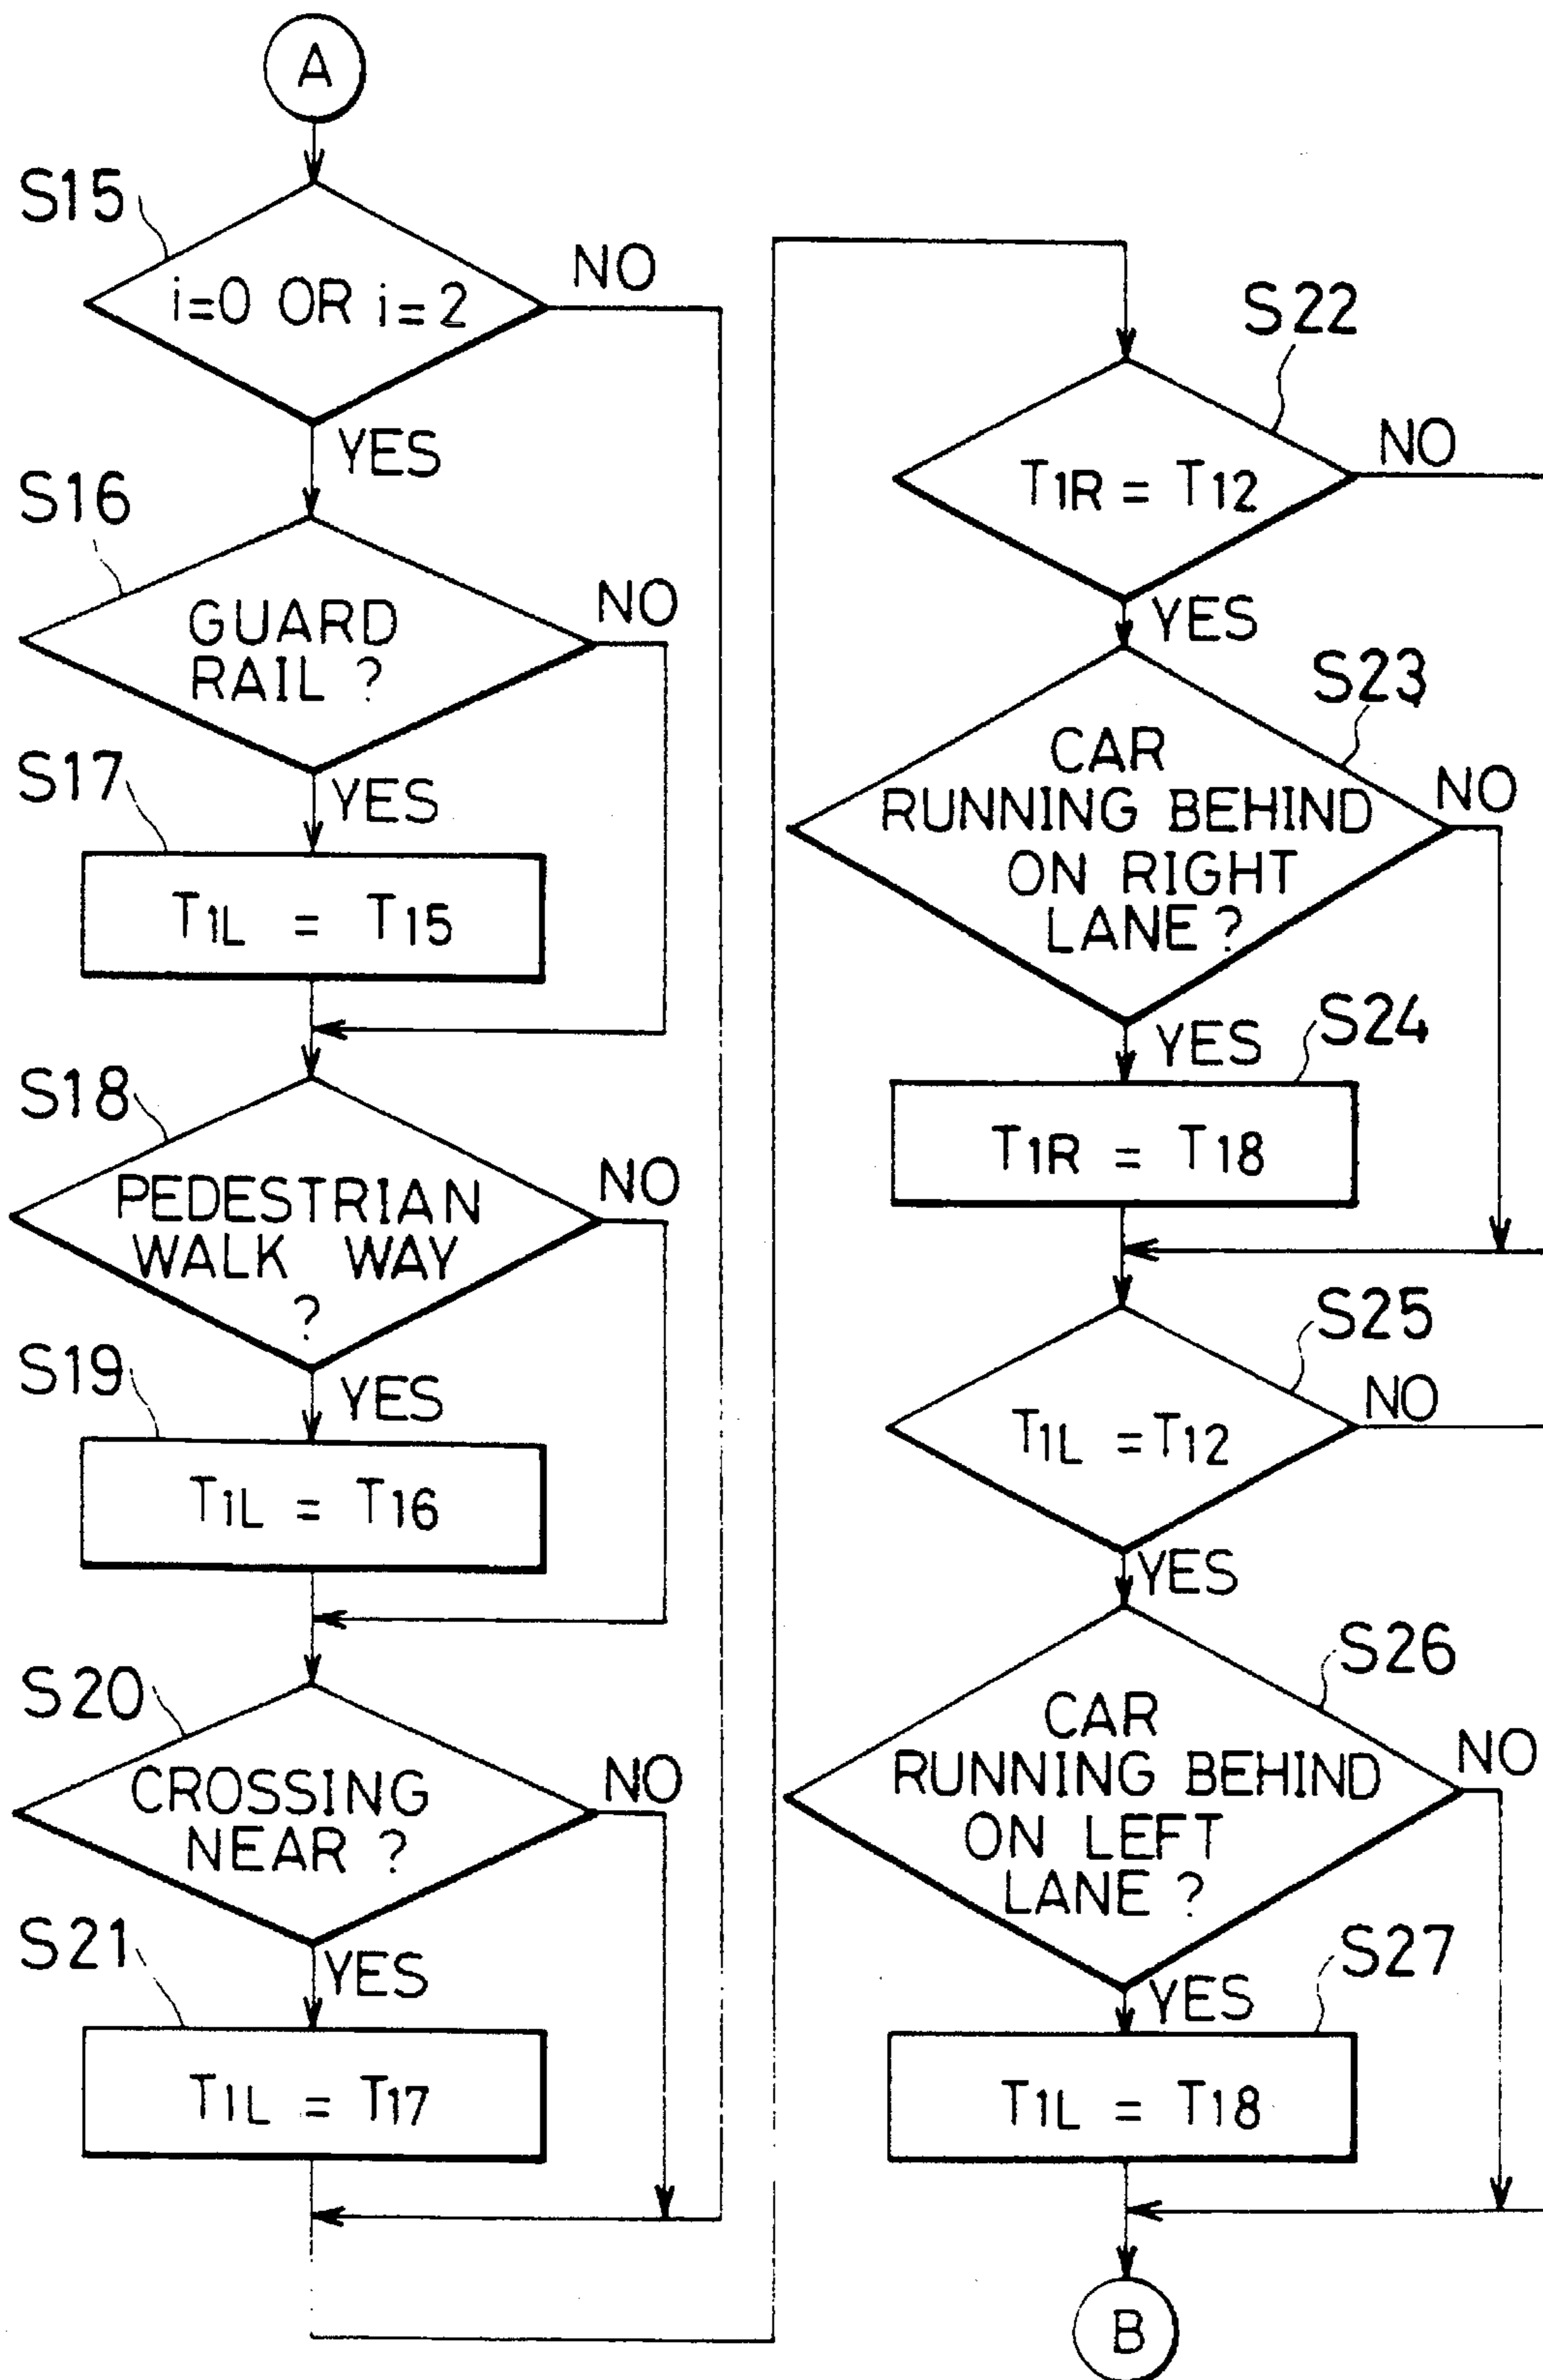 A
S15
i=0 OR i=2
NO
YES
S16
GUARD
RAIL ?
NO
S17
YES
T1L = T15
S18
PEDESTRIAN
WALK WAY
?
NO
S19
YES
T1L = T16
S20
CROSSING
NEAR ?
NO
S21
YES
T1L = T17
S22
T1R = T12
NO
YES
S23
CAR
RUNNING BEHIND
ON RIGHT
LANE ?
NO
YES
S24
T1R = T18
S25
T1L = T12
NO
YES
S26
CAR
RUNNING BEHIND
ON LEFT
LANE ?
NO
YES
S27
T1L = T18
B